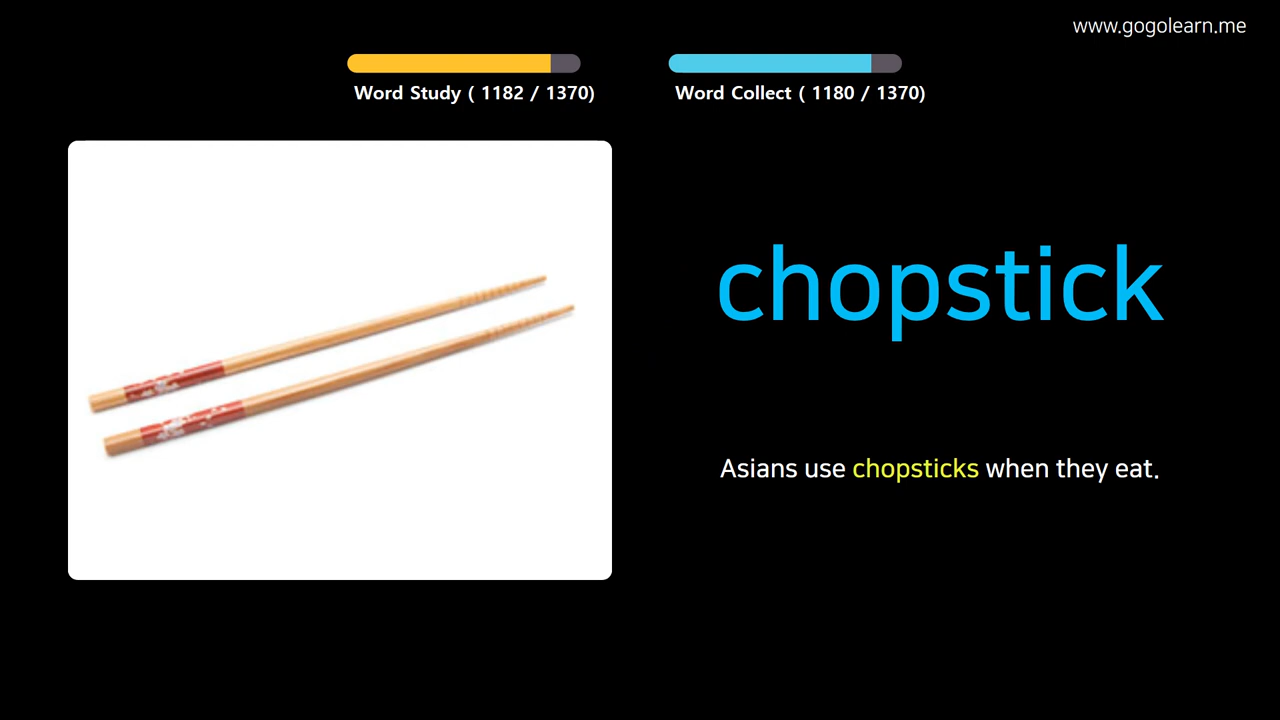 www.gogolearn.me
Word Study ( 1182 / 1370)
Word Collect ( 1180 / 1370)
chopstick
Asians use chopsticks when they eat.